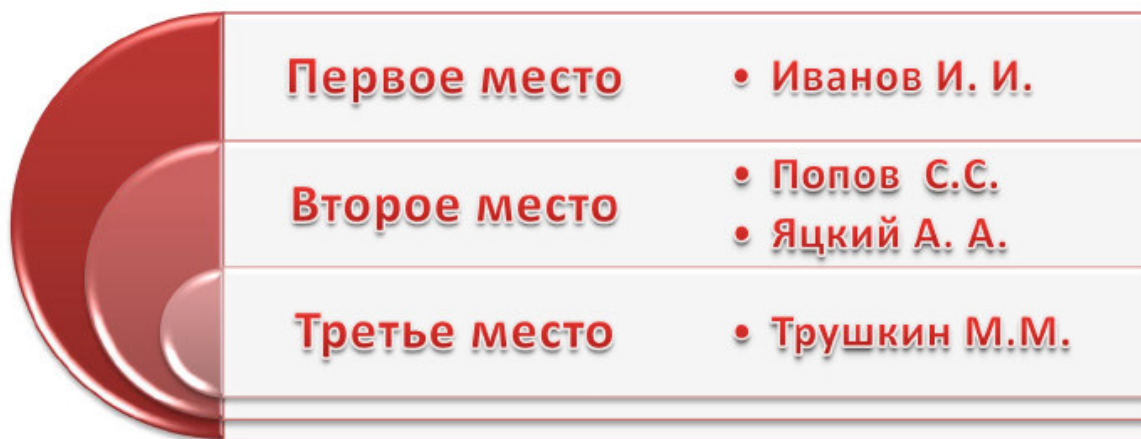 Первое место
• Иванов И. И.
Второе место
• Попов С.С.
• Яцкий А. А.
Третье место
• Трушкин М.М.